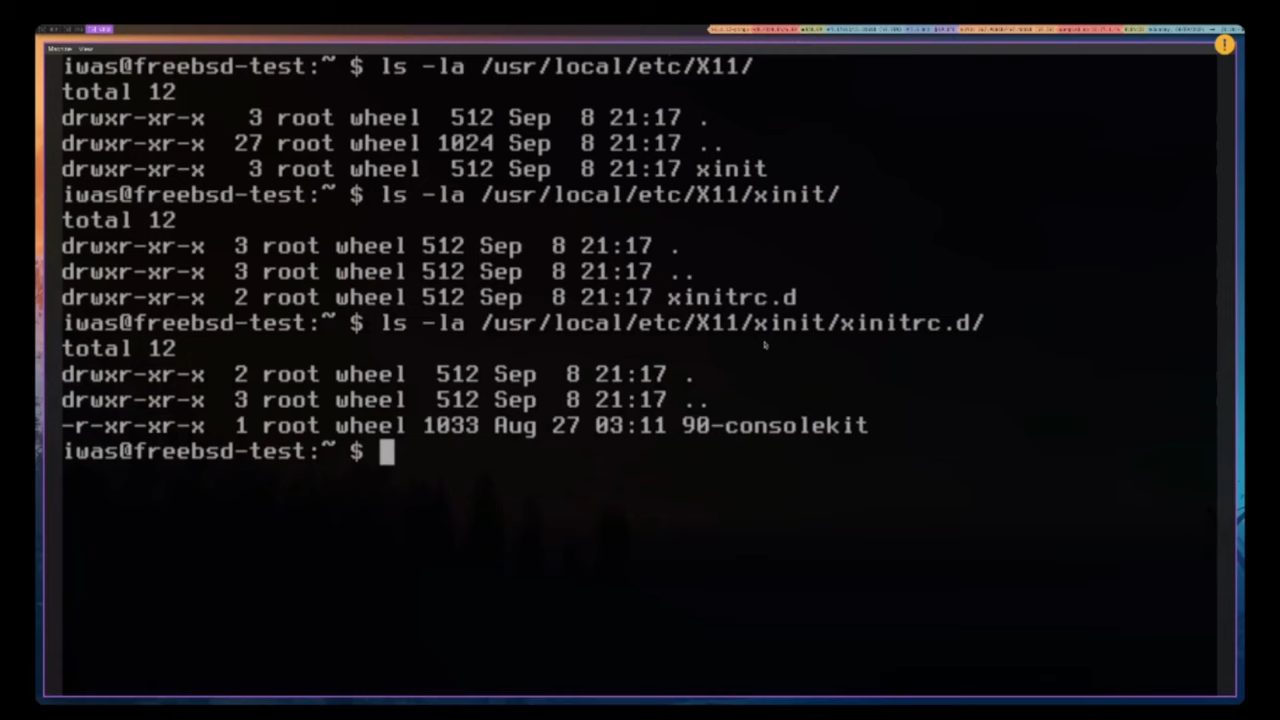 Machine View
iwas@freebsd-test:~ $ ls -la /usr/local/etc/X11/
total 12
drwxr-xr-x   3 root wheel  512 Sep  8 21:17 .
drwxr-xr-x  27 root wheel 1024 Sep  8 21:17 ..
drwxr-xr-x   3 root wheel  512 Sep  8 21:17 xinit
iwas@freebsd-test:~ $ ls -la /usr/local/etc/X11/xinit/
total 12
drwxr-xr-x  3 root wheel 512 Sep  8 21:17 .
drwxr-xr-x  3 root wheel 512 Sep  8 21:17 ..
drwxr-xr-x  2 root wheel 512 Sep  8 21:17 xinitrc.d
iwas@freebsd-test:~ $ ls -la /usr/local/etc/X11/xinit/xinitrc.d/
total 12
drwxr-xr-x  2 root wheel  512 Sep  8 21:17 .
drwxr-xr-x  3 root wheel  512 Sep  8 21:17 ..
-r-xr-xr-x  1 root wheel 1033 Aug 27 03:11 90-consolekit
iwas@freebsd-test:~ $